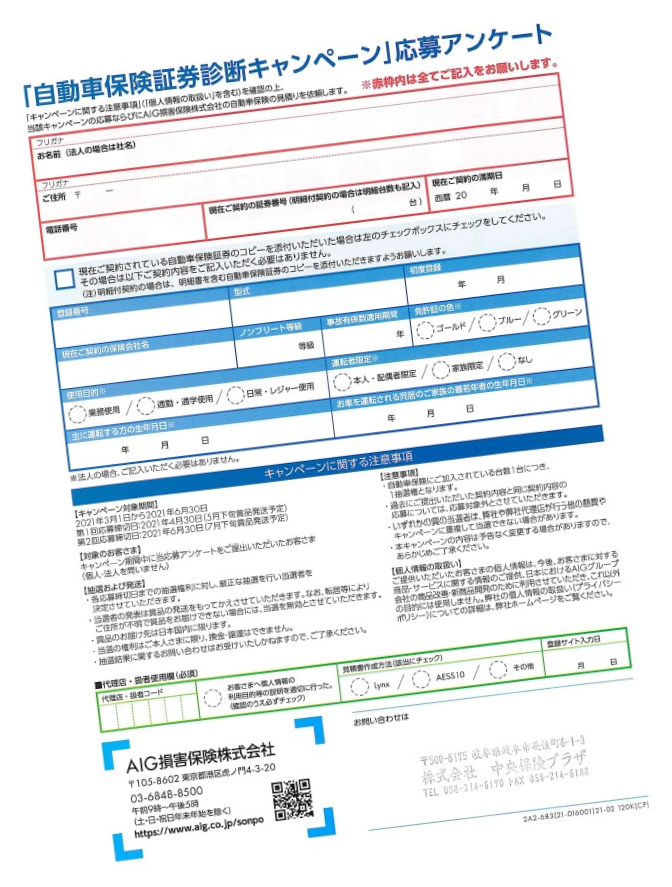 「自動車保険証券診断キャンペーン」応募アンケート
「キャンペーンに関する注意事項」（「個人情報の取扱い」を含む）を確認の上、
当該キャンペーンの応募ならびにAIG損害保険株式会社の自動車保険の見積りを依頼します。
※赤枠内は全てご記入をお願いします。
フリガナ
お名前（法人の場合は社名）
フリガナ
ご住所 〒 ー
電話番号
現在ご契約の証券番号（明細付契約の場合は明細台数も記入）
（ 台）
現在ご契約の満期日
西暦 20 年 月 日
現在ご契約されている自動車保険証券のコピーを添付いただいた場合は左のチェックボックスにチェックをしてください。
その場合は以下ご契約内容をご記入いただく必要はありません。
（注）明細付契約の場合は、明細書を含む自動車保険証券のコピーを添付いただきますようお願いします。
登録番号
型式
初度登録
年 月
現在ご契約の保険会社名
ノンフリート等級
等級
事故有係数適用期間
年
免許証の色※
ゴールド / ブルー / グリーン
使用目的※
業務使用 / 通勤・通学使用 / 日常・レジャー使用
運転者限定※
本人・配偶者限定 / 家族限定 / なし
主に運転する方の生年月日※
年 月 日
お車を運転される同居のご家族の最若年者の生年月日※
年 月 日
※法人の場合、ご記入いただく必要はありません。
キャンペーンに関する注意事項
【キャンペーン対象期間】
2021年3月1日から2021年6月30日
第1回応募締切日：2021年4月30日（5月下旬賞品発送予定）
第2回応募締切日：2021年6月30日（7月下旬賞品発送予定）
【対象のお客さま】
キャンペーン期間中に当応募アンケートをご提出いただいたお客さま
（個人・法人を問いません）
【抽選および発送】
・各応募締切日までの抽選権利に対し、厳正な抽選を行い当選者を
決定させていただきます。
・当選者の発表は賞品の発送をもってかえさせていただきます。なお、転居等により
ご住所が不明で賞品をお届けできない場合には、当選を無効とさせていただきます。
・賞品のお届け先は日本国内に限ります。
・当選の権利はご本人さまに限り、換金・譲渡はできません。
・抽選結果に関するお問い合わせはお受けいたしかねますので、ご了承ください。
【注意事項】
・自動車保険にご加入されている台数1台につき、
1抽選権となります。
・過去にご提出いただいた契約内容と同じ契約内容の
応募については、応募対象外とさせていただきます。
・いずれかの賞の当選者は、弊社や弊社代理店が行う他の懸賞や
キャンペーンに重複して当選できない場合があります。
・本キャンペーンの内容は予告なく変更する場合がありますので、
あらかじめご了承ください。
【個人情報の取扱い】
ご提供いただいたお客さまの個人情報は、今後、お客さまに対する
商品・サービスに関する情報のご提供、日本におけるAIGグループ
会社の商品改善・新商品開発のために利用させていただき、これ以外
の目的には使用しません。弊社の個人情報の取扱い（プライバシー
ポリシー）についての詳細は、弊社ホームページをご覧ください。
■代理店・扱者使用欄（必須）
代理店・扱者コード
お客さまへ個人情報の
利用目的等の説明を適切に行った。
（確認のうえ必ずチェック）
見積書作成方法（該当にチェック）
Lynx / AES510 / その他
登録サイト入力日
月 日
AIG損害保険株式会社
〒105-8602 東京都港区虎ノ門4-3-20
03-6848-8500
午前9時〜午後5時
（土・日・祝日年末年始を除く）
https://www.aig.co.jp/sonpo
お問い合わせは
〒500-8175 岐阜県岐阜市長住町6-1-3
株式会社 中央保険プラザ
TEL 058-214-6170 FAX 058-214-6188
2A2-683(21-016001)21-02 120K(CP)